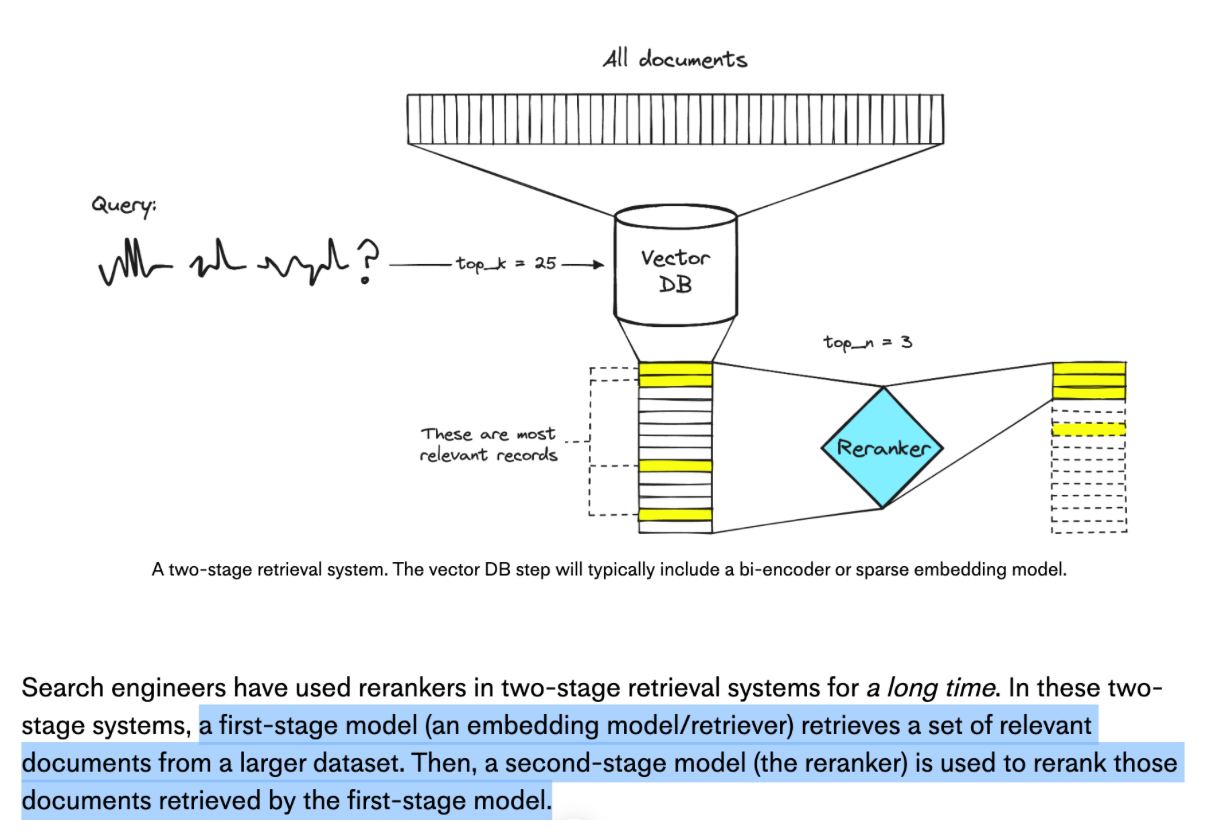 All documents
Query:
top_k = 25
Vector
DB
top_n = 3
These are most
relevant records
Reranker
A two-stage retrieval system. The vector DB step will typically include a bi-encoder or sparse embedding model.
Search engines have used rerankers in two-stage retrieval systems for a long time. In these two-
stage systems, a first-stage model (an embedding model/retriever) retrieves a set of relevant
documents from a larger dataset. Then, a second-stage model (the reranker) is used to rerank those
documents retrieved by the first-stage model.